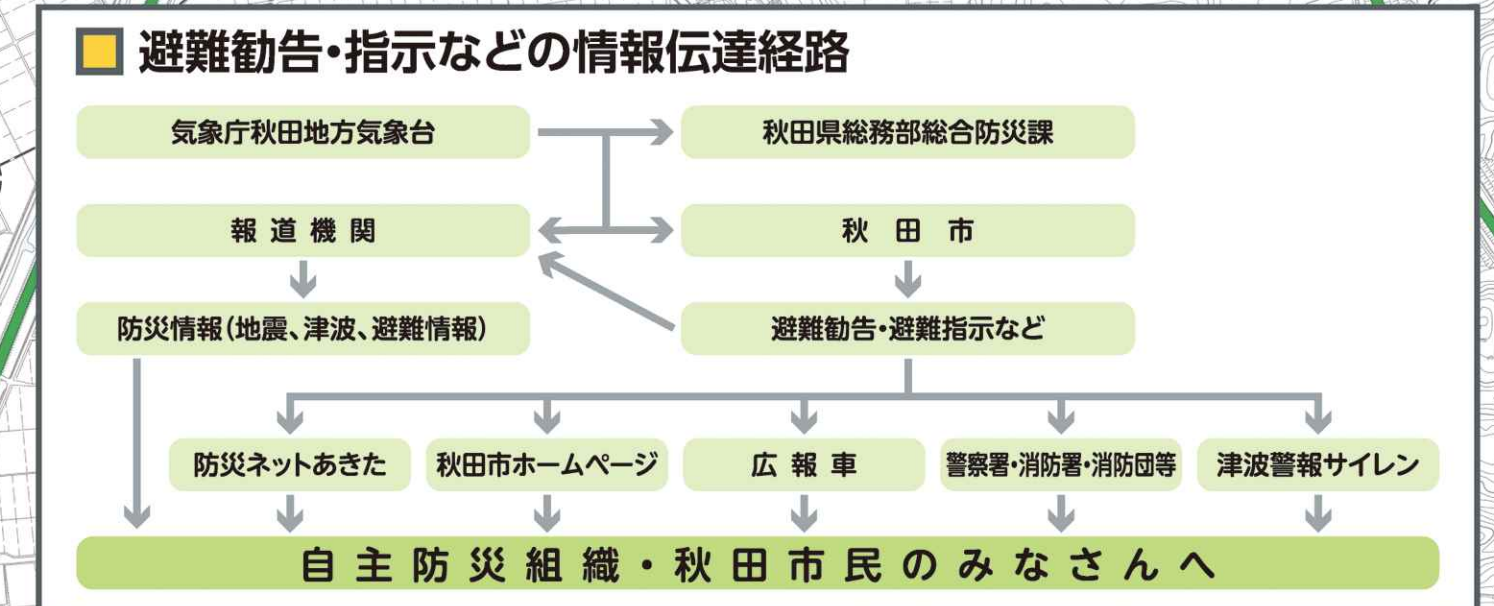 避難勧告・指示などの情報伝達経路
気象庁秋田地方気象台
秋田県総務部総合防災課
報道機関
秋田市
防災情報(地震、津波、避難情報)
避難勧告・避難指示など
防災ネットあきた
秋田市ホームページ
広報車
警察署・消防署・消防団等
津波警報サイレン
自主防災組織・秋田市民のみなさんへ